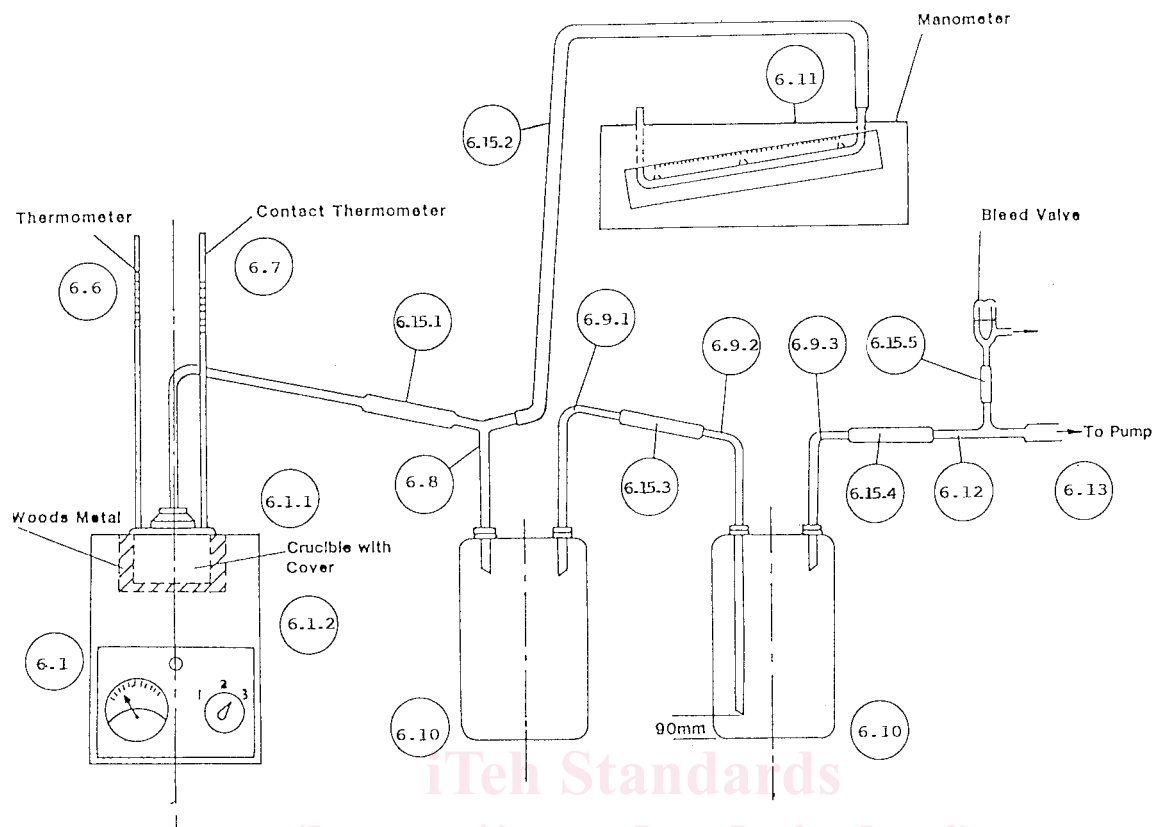 Manometer
6.11
6.15.2
Thermometer
Contact Thermometer
Bleed Valve
6.6
6.7
6.15.1
6.9.1
6.9.2
6.9.3
6.15.5
To Pump
6.8
6.15.3
6.15.4
6.12
6.13
6.1.1
Woods Metal
Crucible with
Cover
6.1.2
6.1
1 2 3
90mm
6.10
6.10
iTeh Standards